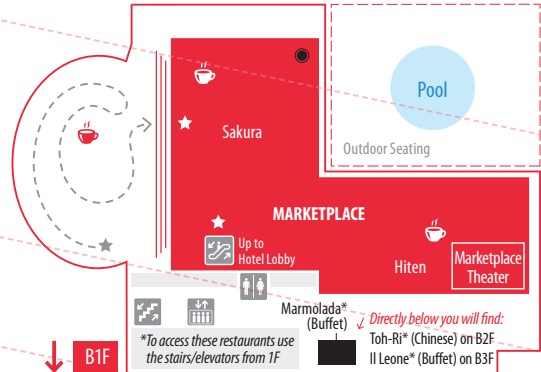 Pool
Sakura
Outdoor Seating
MARKETPLACE
Up to
Hotel Lobby
Hiten
Marketplace
Theater
Marmolada*
(Buffet)
Directly below you will find:
Toh-Ri* (Chinese) on B2F
Il Leone* (Buffet) on B3F
*To access these restaurants use
the stairs/elevators from 1F
B1F